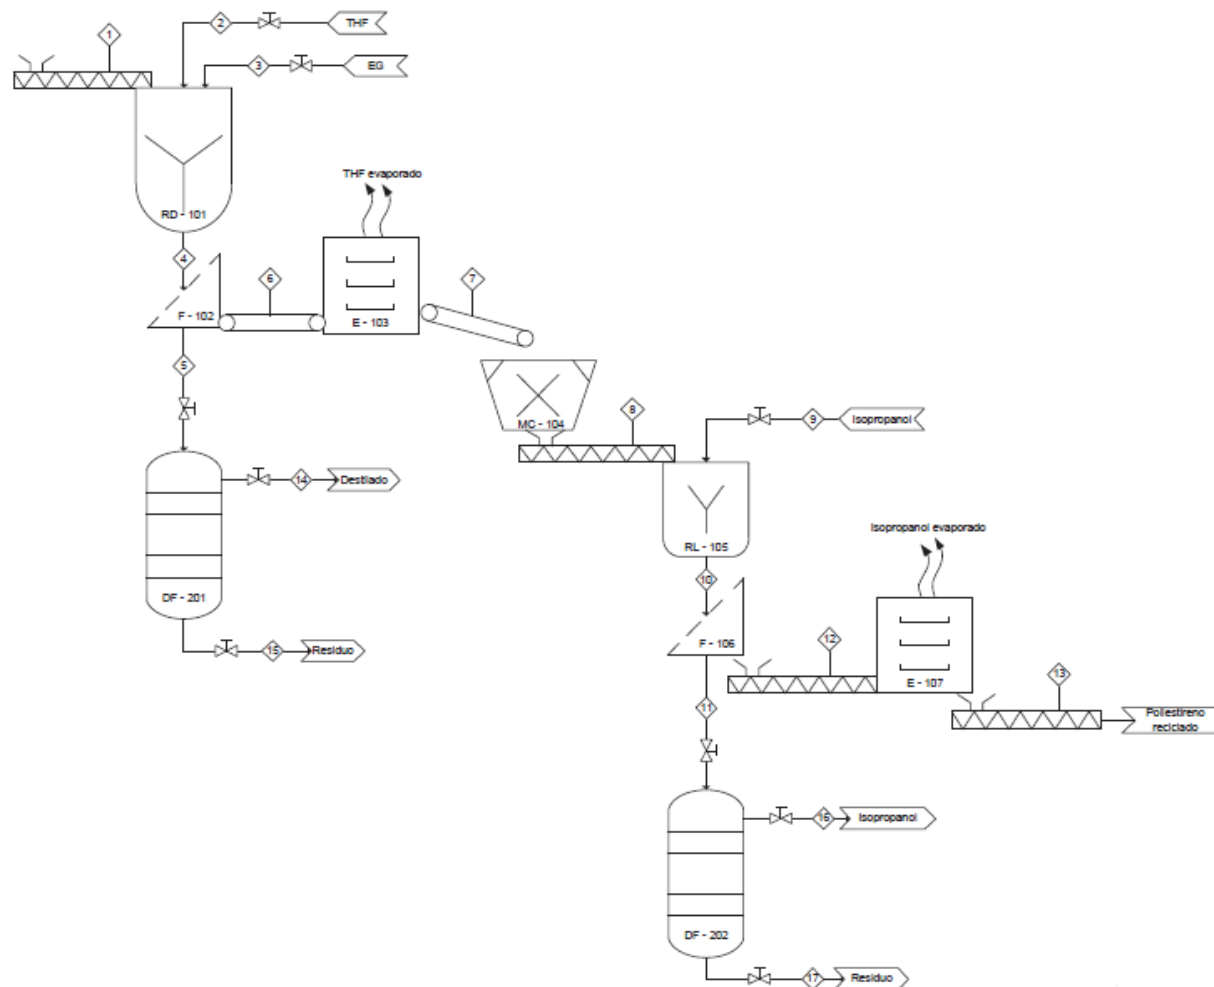 1
2
THF
3
EG
RD - 101
THF evaporado
4
6
7
F - 102
E - 103
5
8
9
Isopropanol
MC - 104
14
Destilado
Isopropanol evaporado
RL - 105
10
DF - 201
12
F - 106
E - 107
13
15
Residuo
11
Poliestireno
reciclado
16
Isopropanol
DF - 202
17
Residuo